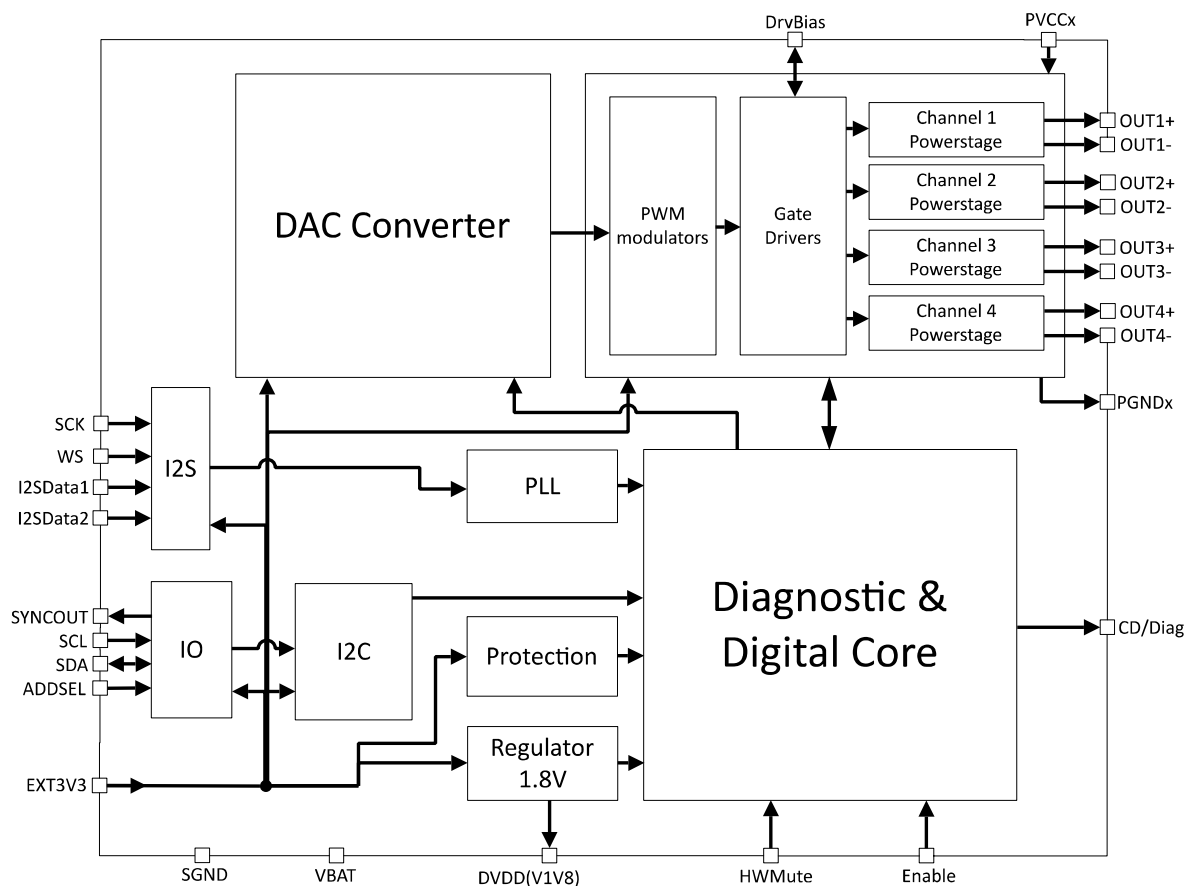 DrvBias
PVCCx
DAC Converter
PWM
modulators
Gate
Drivers
Channel 1
Powerstage
Channel 2
Powerstage
Channel 3
Powerstage
Channel 4
Powerstage
OUT1+
OUT1-
OUT2+
OUT2-
OUT3+
OUT3-
OUT4+
OUT4-
PGNDx
SCK
WS
I2SData1
I2SData2
I2S
PLL
SYNCOUT
SCL
SDA
ADDSEL
IO
I2C
Protection
Diagnostic &
Digital Core
CD/Diag
EXT3V3
Regulator
1.8V
SGND
VBAT
DVDD(V1V8)
HWMute
Enable